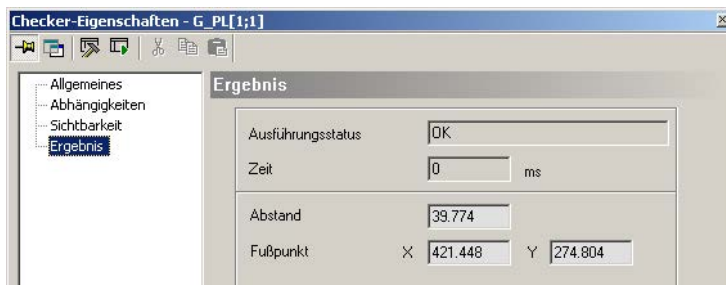 Checker-Eigenschaften - G_PL[1;1]
Allgemeines
Abhängigkeiten
Sichtbarkeit
Ergebnis
Ergebnis
Ausführungsstatus OK
Zeit 0 ms
Abstand 39.774
Fußpunkt X 421.448 Y 274.804